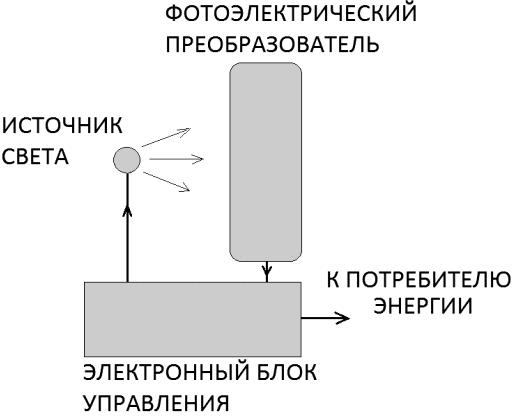 ФОТОЭЛЕКТРИЧЕСКИЙ
ПРЕОБРАЗОВАТЕЛЬ
ИСТОЧНИК
СВЕТА
К ПОТРЕБИТЕЛЮ
ЭНЕРГИИ
ЭЛЕКТРОННЫЙ БЛОК
УПРАВЛЕНИЯ